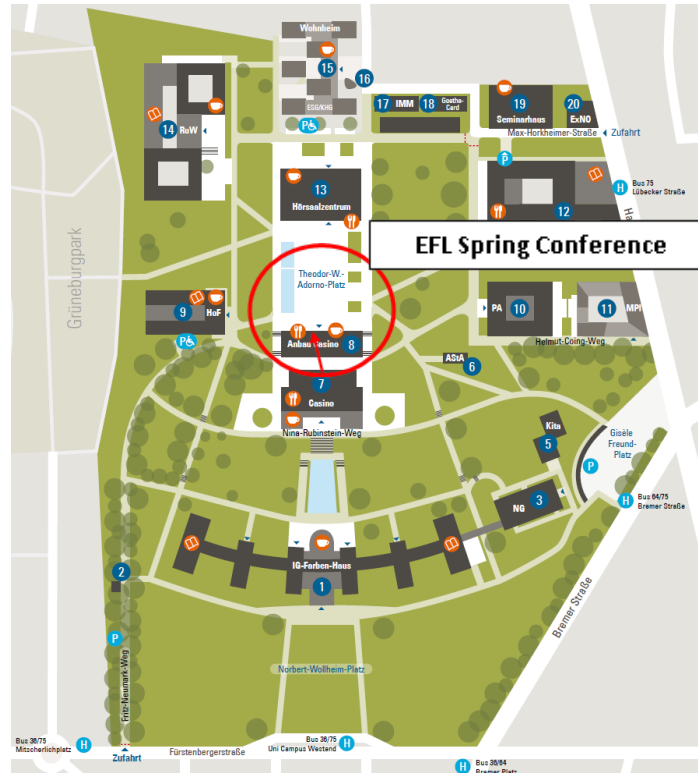 Wohnheim
15
16
ESG/KHG
P
17
IMM
18
Goethe-
Card
19
Seminarhaus
20
ExNO
Max-Horkheimer-Straße
Zufahrt
P
14
RuW
13
Hörsaalzentrum
H
Bus 75
Lübecker Straße
12
Ha
EFL Spring Conference
Grüneburgpark
Theodor-W.-
Adorno-Platz
9
HoF
P
PA
10
11
MPI
Helmut-Coing-Weg
Anbau Casino
8
AStA
6
7
Casino
Nina-Rubinstein-Weg
Kita
5
Gisèle
Freund-
Platz
P
3
NG
H
Bus 64/75
Bremer Straße
IG-Farben-Haus
1
2
P
Fritz-Neumark-Weg
Bremer Straße
Norbert-Wollheim-Platz
Bus 36/75
Mitscherlichplatz
H
Zufahrt
Fürstenbergerstraße
Bus 36/75
Uni Campus Westend
H
H
Bus 36/64
Bremer Platz